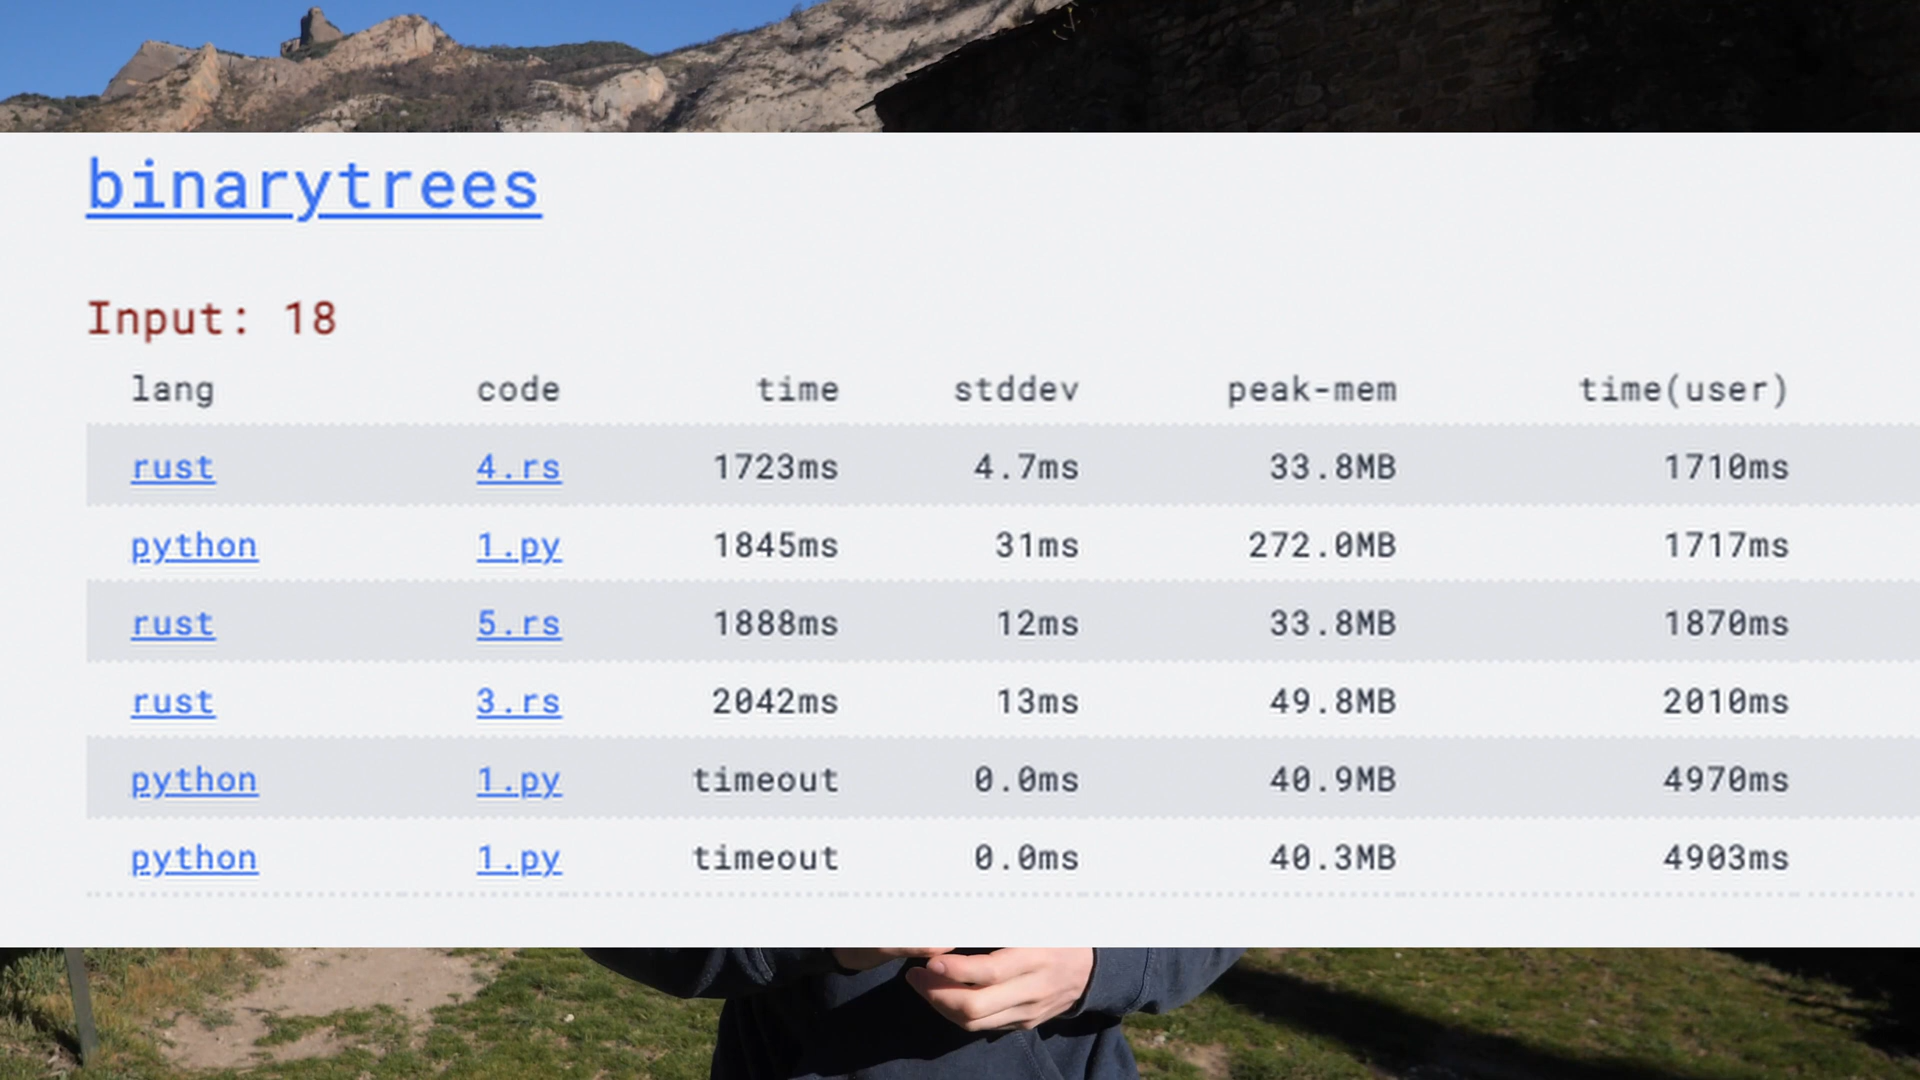 binarytrees
Input: 18
lang code time stddev peak-mem time(user)
rust 4.rs 1723ms 4.7ms 33.8MB 1710ms
python 1.py 1845ms 31ms 272.0MB 1717ms
rust 5.rs 1888ms 12ms 33.8MB 1870ms
rust 3.rs 2042ms 13ms 49.8MB 2010ms
python 1.py timeout 0.0ms 40.9MB 4970ms
python 1.py timeout 0.0ms 40.3MB 4903ms